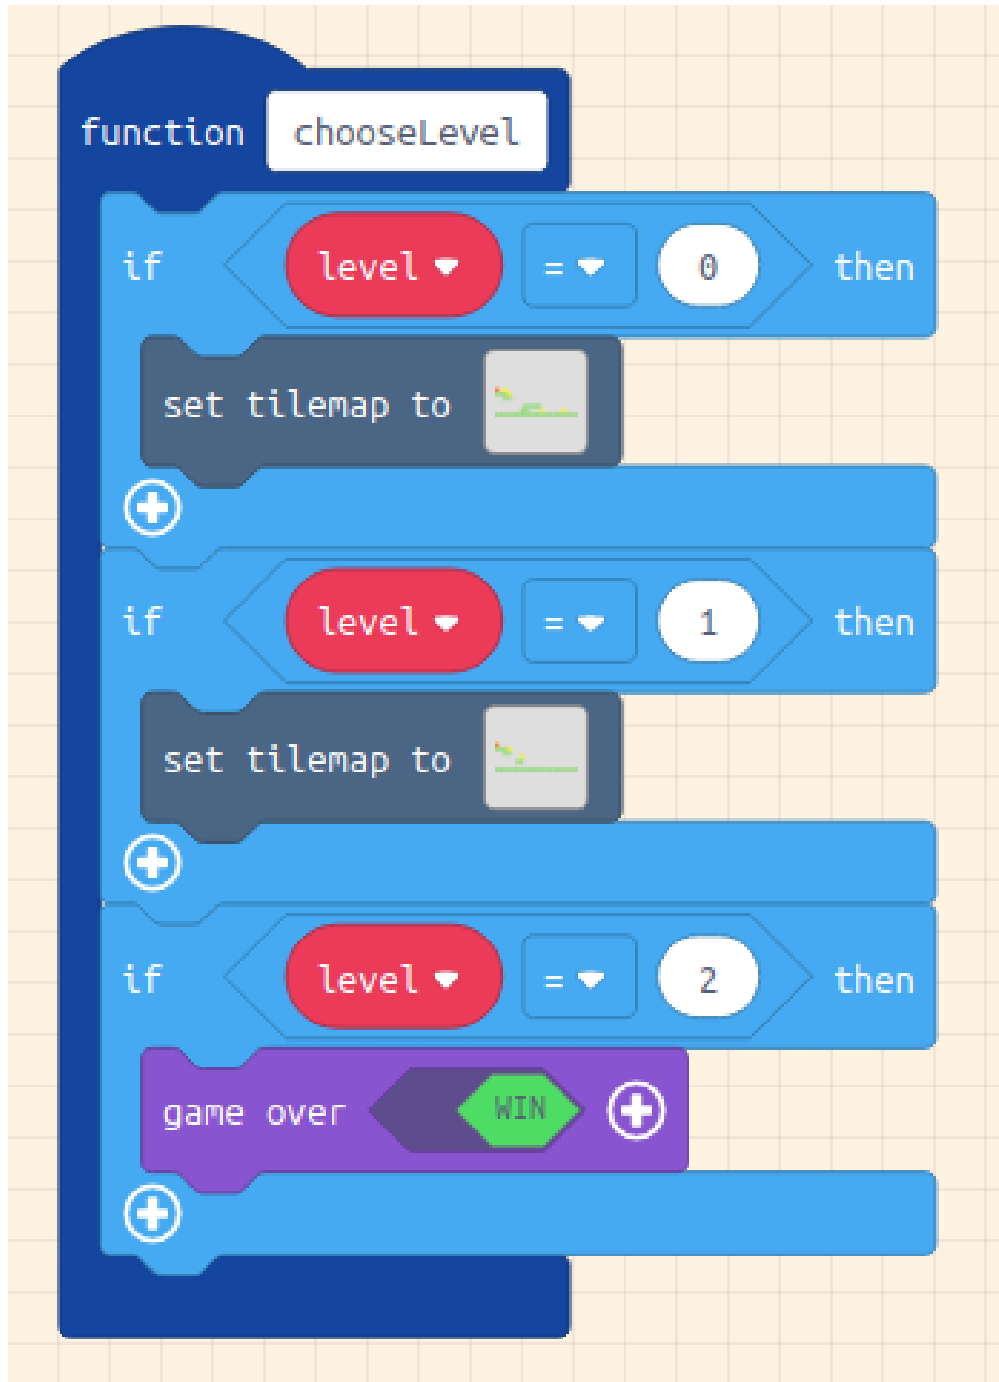 function chooseLevel
if level = 0 then
set tilemap to
if level = 1 then
set tilemap to
if level = 2 then
game over WIN